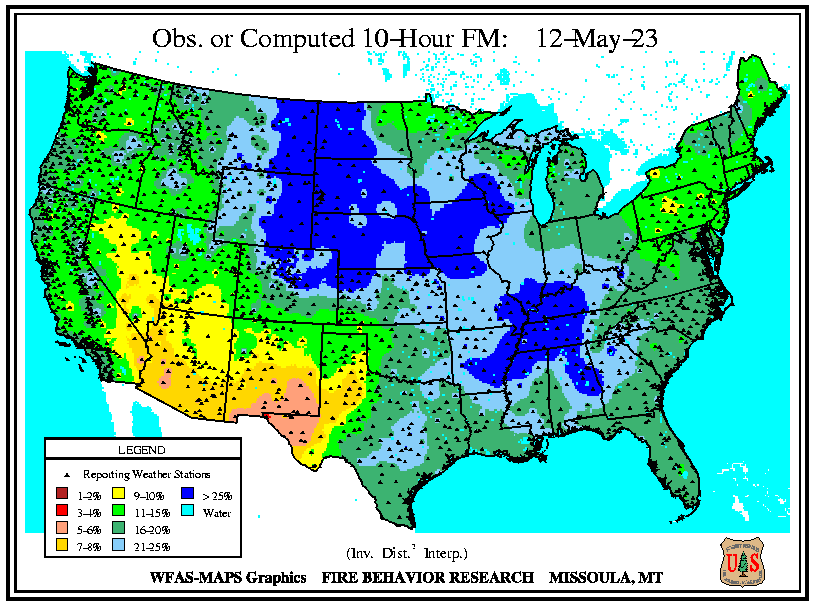 Obs. or Computed 10-Hour FM: 12-May-23
LEGEND
Reporting Weather Stations
1-2% 9-10% > 25%
3-4% 11-15% Water
5-6% 16-20%
7-8% 21-25%
(Inv. Dist.² Interp.)
WFAS-MAPS Graphics FIRE BEHAVIOR RESEARCH MISSOULA, MT
U S